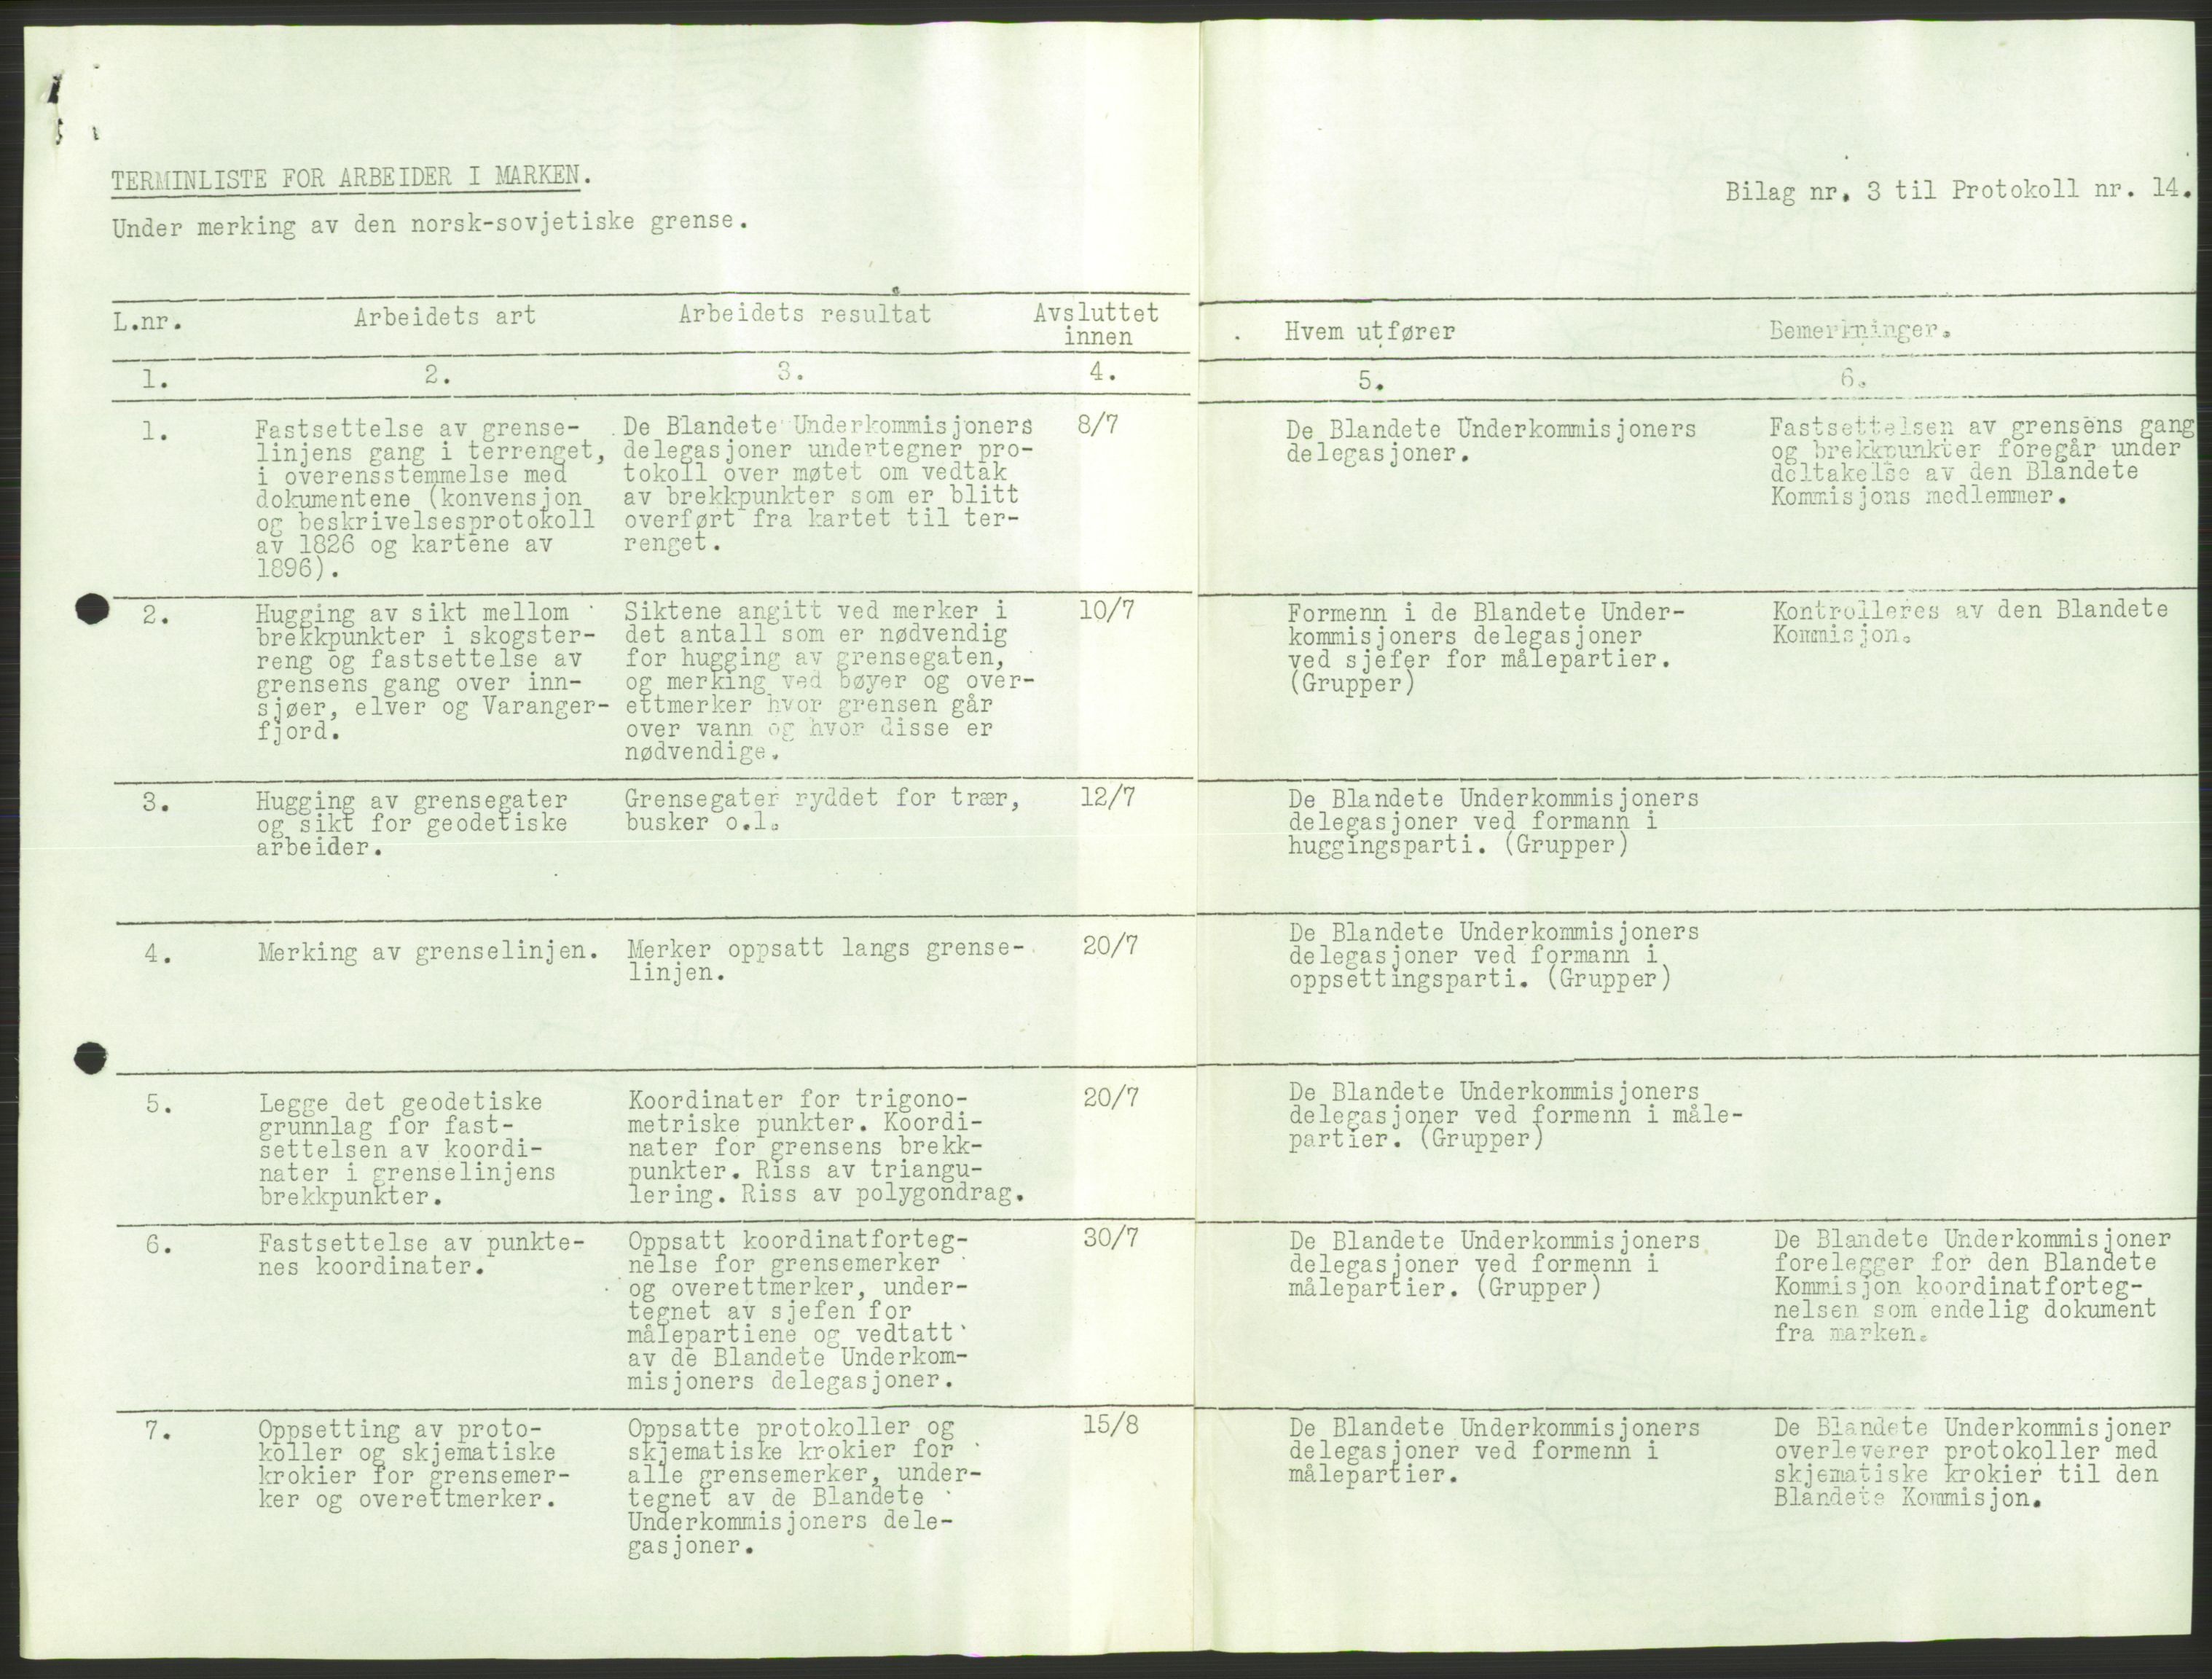 TERMINLISTE FOR ARBEIDER I MARKEN.
Under merking av den norsk-sovjetiske grense.
Bilag nr. 3 til Protokoll nr. 14.
L.nr.
Arbeidets art
Arbeidets resultat
Avsluttet
innen
Hvem utfører
Bemerkninger.
1.
2.
3.
4.
5.
6.
1.
Fastsettelse av grense-
linjens gang i terrenget,
i overensstemmelse med
dokumentene (konvensjon
og beskrivelsesprotokoll
av 1826 og kartene av
1896).
De Blandete Underkommisjoners
delegasjoner undertegner pro-
tokoll over møtet om vedtak
av brekkpunkter som er blitt
overført fra kartet til ter-
renget.
8/7
De Blandete Underkommisjoners
delegasjoner.
Fastsettelsen av grensens gang
og brekkpunkter foregår under
deltakelse av den Blandete
Kommisjons medlemmer.
2.
Hugging av sikt mellom
brekkpunkter i skogster-
reng og fastsettelse av
grensens gang over inn-
sjøer, elver og Varanger-
fjord.
Siktene angitt ved merker i
det antall som er nødvendig
for hugging av grensegaten,
og merking ved bøyer og over-
ettmerker hvor grensen går
over vann og hvor disse er
nødvendige.
10/7
Formenn i de Blandete Under-
kommisjoners delegasjoner
ved sjefer for målepartier.
(Grupper)
Kontrolleres av den Blandete
Kommisjon.
3.
Hugging av grensegater
og sikt for geodetiske
arbeider.
Grensegater ryddet for trær,
busker o.l.
12/7
De Blandete Underkommisjoners
delegasjoner ved formann i
huggingsparti. (Grupper)
4.
Merking av grenselinjen.
Merker oppsatt langs grense-
linjen.
20/7
De Blandete Underkommisjoners
delegasjoner ved formann i
oppsettingsparti. (Grupper)
5.
Legge det geodetiske
grunnlag for fast-
settelsen av koordi-
nater i grenselinjens
brekkpunkter.
Koordinater for trigono-
metriske punkter. Koordi-
nater for grensens brekk-
punkter. Riss av triangu-
lering. Riss av polygondrag.
20/7
De Blandete Underkommisjoners
delegasjoner ved formenn i måle-
partier. (Grupper)
6.
Fastsettelse av punkte-
nes koordinater.
Oppsatt koordinatforteg-
nelse for grensemerker
og overettmerker, under-
tegnet av sjefen for
målepartiene og vedtatt
av de Blandete Underkom-
misjoners delegasjoner.
30/7
De Blandete Underkommisjoners
delegasjoner ved formenn i
målepartier. (Grupper)
De Blandete Underkommisjoner
forelegger for den Blandete
Kommisjon koordinatforteg-
nelsen som endelig dokument
fra marken.
7.
Oppsetting av proto-
koller og skjematiske
krokier for grensemer-
ker og overettmerker.
Oppsatte protokoller og
skjematiske krokier for
alle grensemerker, under-
tegnet av de Blandete
Underkommisjoners dele-
gasjoner.
15/8
De Blandete Underkommisjoners
delegasjoner ved formenn i
målepartier.
De Blandete Underkommisjoner
overleverer protokoller med
skjematiske krokier til den
Blandete Kommisjon.